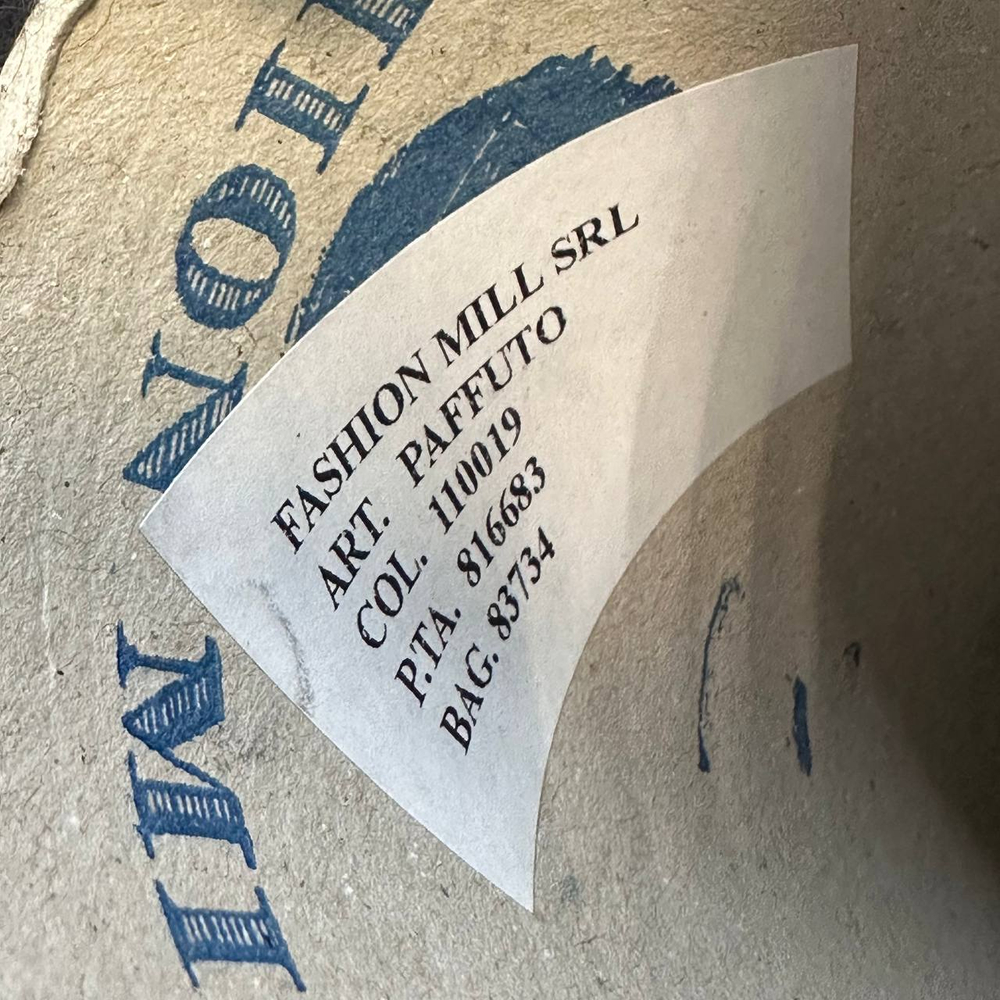 FASHION MILL SRL
ART. PAFFUTO
COL. 110019
P.TA. 816683
BAG. 83734